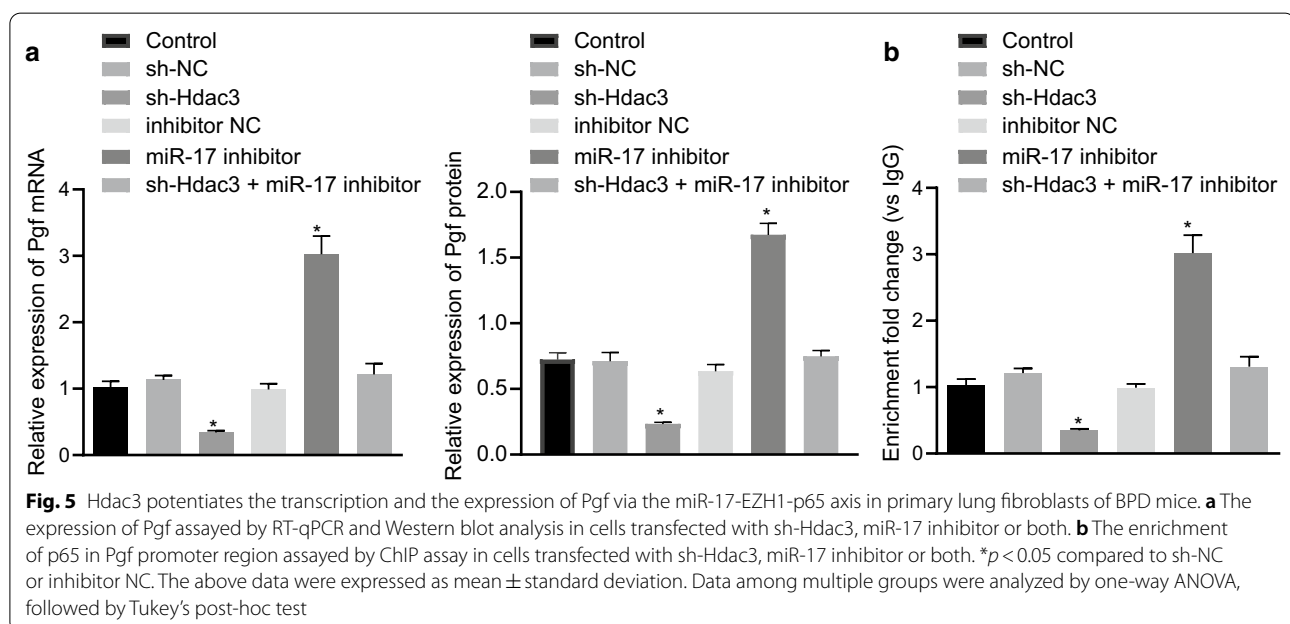 a
Control
sh-NC
sh-Hdac3
inhibitor NC
miR-17 inhibitor
sh-Hdac3 + miR-17 inhibitor
Relative expression of Pgf mRNA
4
3
2
1
0
*
*
Control
sh-NC
sh-Hdac3
inhibitor NC
miR-17 inhibitor
sh-Hdac3 + miR-17 inhibitor
Relative expression of Pgf protein
2.0
1.5
1.0
0.5
0.0
*
*
b
Control
sh-NC
sh-Hdac3
inhibitor NC
miR-17 inhibitor
sh-Hdac3 + miR-17 inhibitor
Enrichment fold change (vs IgG)
4
3
2
1
0
*
*
Fig. 5 Hdac3 potentiates the transcription and the expression of Pgf via the miR-17-EZH1-p65 axis in primary lung fibroblasts of BPD mice. a The
expression of Pgf assayed by RT-qPCR and Western blot analysis in cells transfected with sh-Hdac3, miR-17 inhibitor or both. b The enrichment
of p65 in Pgf promoter region assayed by ChIP assay in cells transfected with sh-Hdac3, miR-17 inhibitor or both. *p < 0.05 compared to sh-NC
or inhibitor NC. The above data were expressed as mean ± standard deviation. Data among multiple groups were analyzed by one-way ANOVA,
followed by Tukey's post-hoc test